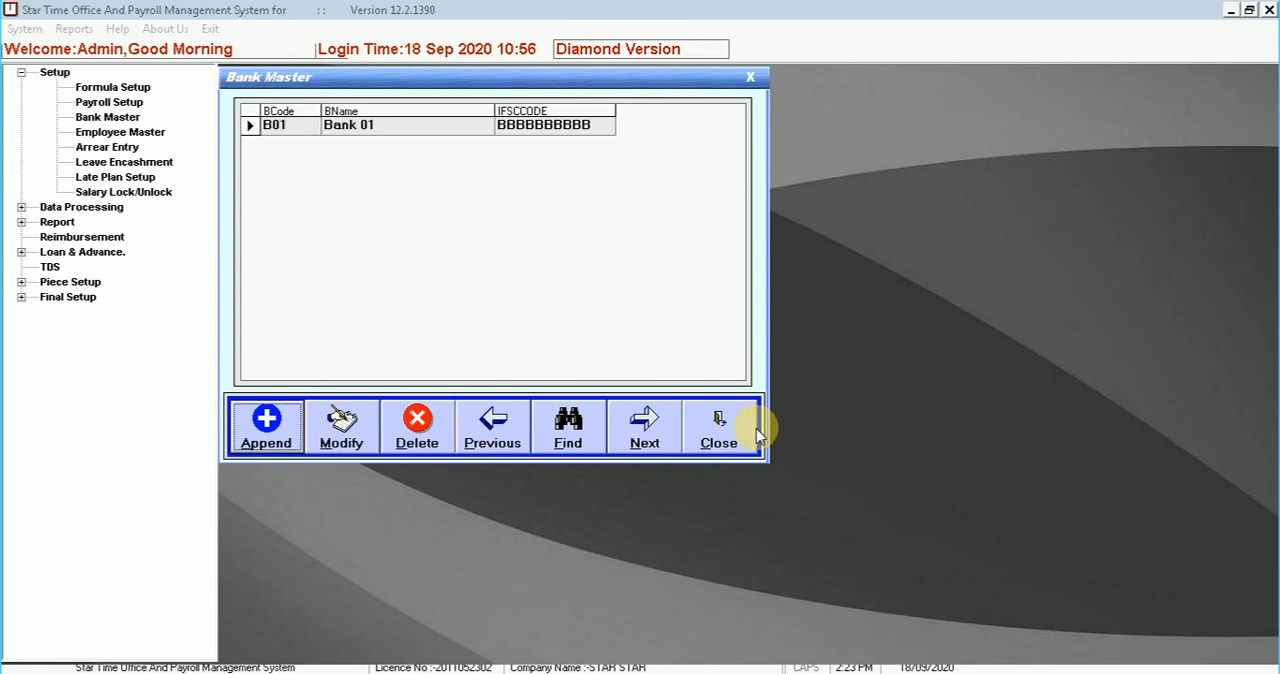 Star Time Office And Payroll Management System for :: Version 12.2.1390
System Reports Help About Us Exit
Welcome:Admin,Good Morning Login Time:18 Sep 2020 10:56 Diamond Version
Setup
Formula Setup
Payroll Setup
Bank Master
Employee Master
Arrear Entry
Leave Encashment
Late Plan Setup
Salary Lock/Unlock
Data Processing
Report
Reimbursement
Loan & Advance.
TDS
Piece Setup
Final Setup
Bank Master X
BCode BName IFSCCODE
B01 Bank 01 BBBBBBBBBB
Append Modify Delete Previous Find Next Close
Star Time Office And Payroll Management System Licence No :-2011052302 Company Name :-STAR STAR CAPS 2:23 PM 18/09/2020